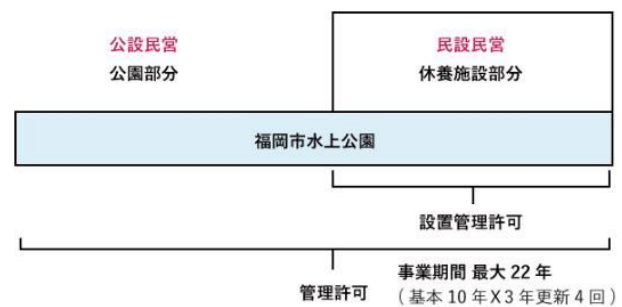 公設民営
公園部分
民設民営
休養施設部分
福岡市水上公園
設置管理許可
管理許可
事業期間 最大 22 年
（基本 10 年X3 年更新 4 回）